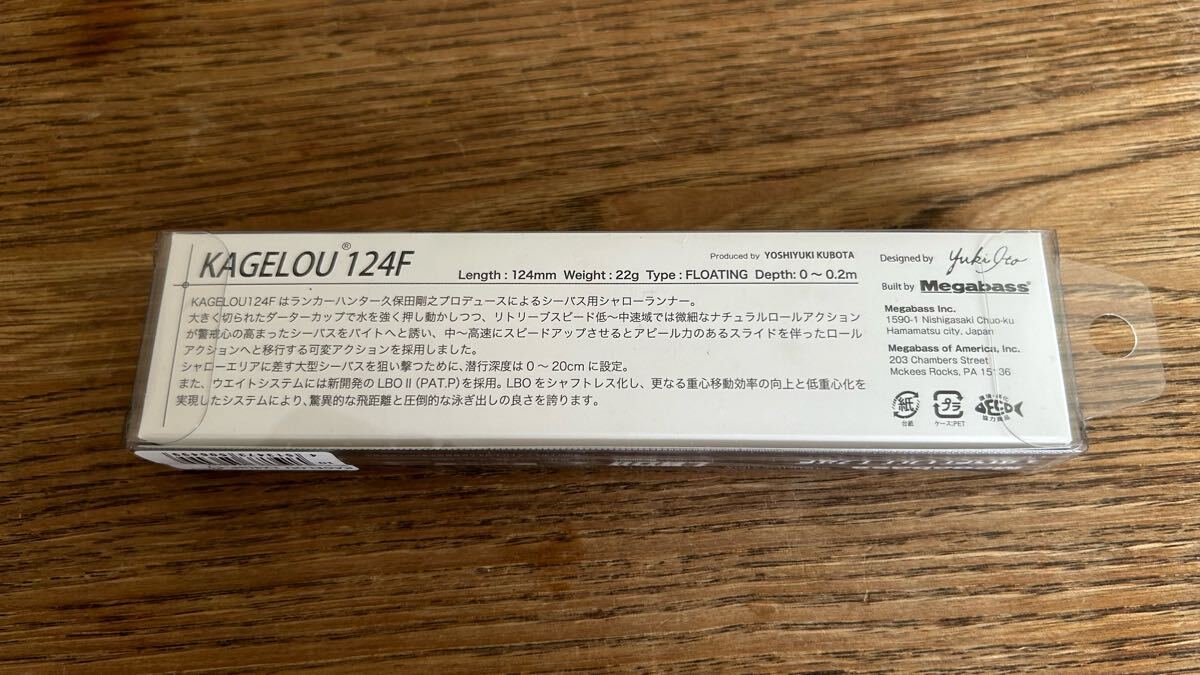 KAGELOU® 124F
Produced by YOSHIYUKI KUBOTA
Length : 124mm Weight : 22g Type : FLOATING Depth: 0 ～ 0.2m
KAGELOU124F はランカーハンター久保田剛之プロデュースによるシーバス用シャローランナー。
大きく切られたダーターカップで水を強く押し動かしつつ、リトリーブスピード低～中速域では微細なナチュラルロールアクション
が警戒心の高まったシーバスをバイトへと誘い、中～高速にスピードアップさせるとアピール力のあるスライドを伴ったロール
アクションへと移行する可変アクションを採用しました。
シャローエリアに差す大型シーバスを狙い撃つために、潜行深度は 0 ～ 20cm に設定。
また、ウエイトシステムには新開発の LBO II (PAT.P) を採用。LBO をシャフトレス化し、更なる重心移動効率の向上と低重心化を
実現したシステムにより、驚異的な飛距離と圧倒的な泳ぎ出しの良さを誇ります。
Designed by Yuki Ito
Built by Megabass®
Megabass Inc.
1590-1 Nishigasaki Chuo-ku
Hamamatsu city, Japan
Megabass of America, Inc.
203 Chambers Street
Mckees Rocks, PA 15136
紙
台紙
プラ
ケース:PET
環境・進化
DECO
協力商品